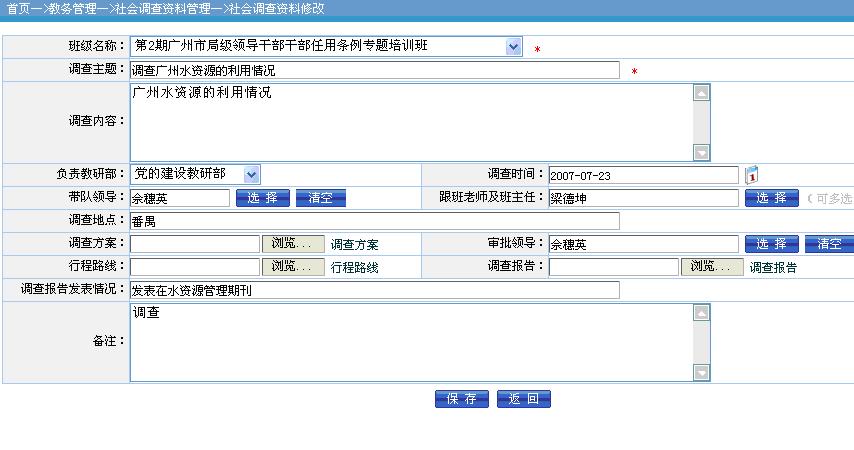 首页—>教务管理—>社会调查资料管理—>社会调查资料修改
班级名称： 第2期广州市局级领导干部干部任用条例专题培训班 *
调查主题： 调查广州水资源的利用情况 *
广州水资源的利用情况
调查内容：
负责教研部： 党的建设教研部 调查时间： 2007-07-23
带队领导： 佘穗英 选 择 清空 跟班老师及班主任： 梁德坤 选 择 (可多选
调查地点： 番禺
调查方案： 浏览... 调查方案 审批领导： 佘穗英 选 择 清空
行程路线： 浏览... 行程路线 调查报告： 浏览... 调查报告
调查报告发表情况： 发表在水资源管理期刊
调查
备注：
保 存 返 回